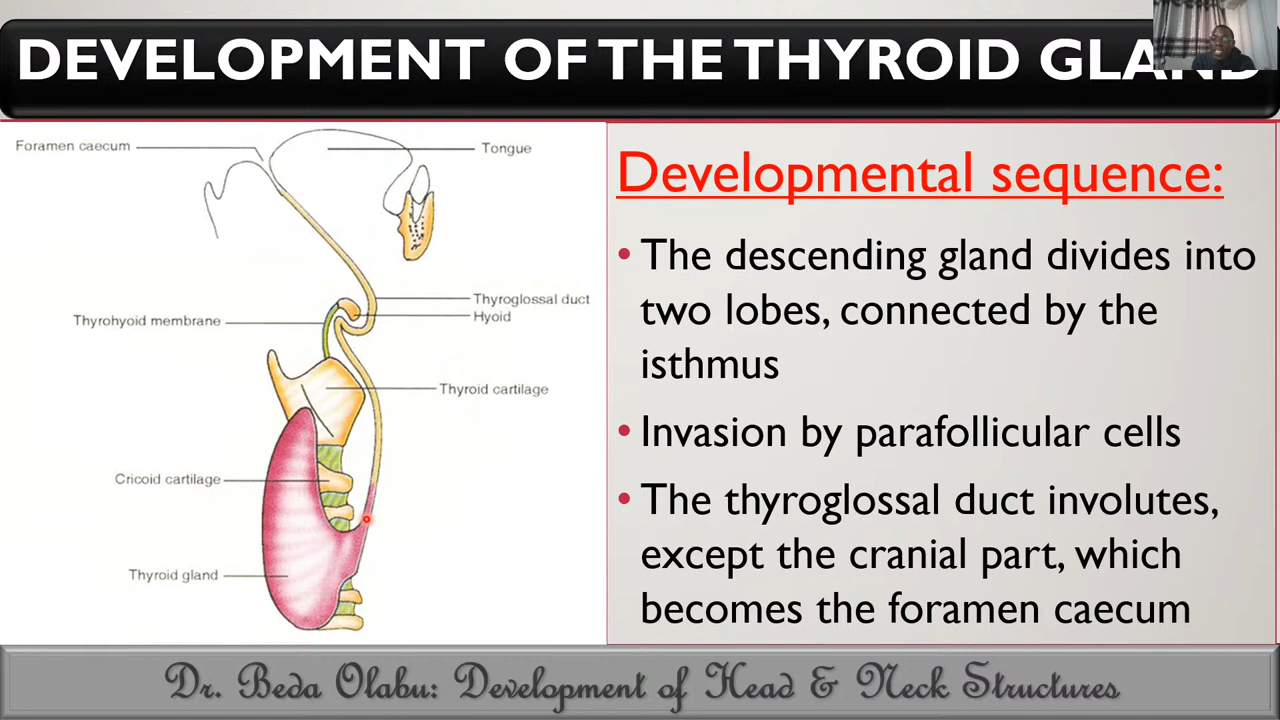 DEVELOPMENT OF THE THYROID GLAND
Foramen caecum
Tongue
Thyroglossal duct
Hyoid
Thyrohyoid membrane
Thyroid cartilage
Cricoid cartilage
Thyroid gland
Developmental sequence:
• The descending gland divides into
two lobes, connected by the
isthmus
• Invasion by parafollicular cells
• The thyroglossal duct involutes,
except the cranial part, which
becomes the foramen caecum
Dr. Beda Olabu: Development of Head & Neck Structures